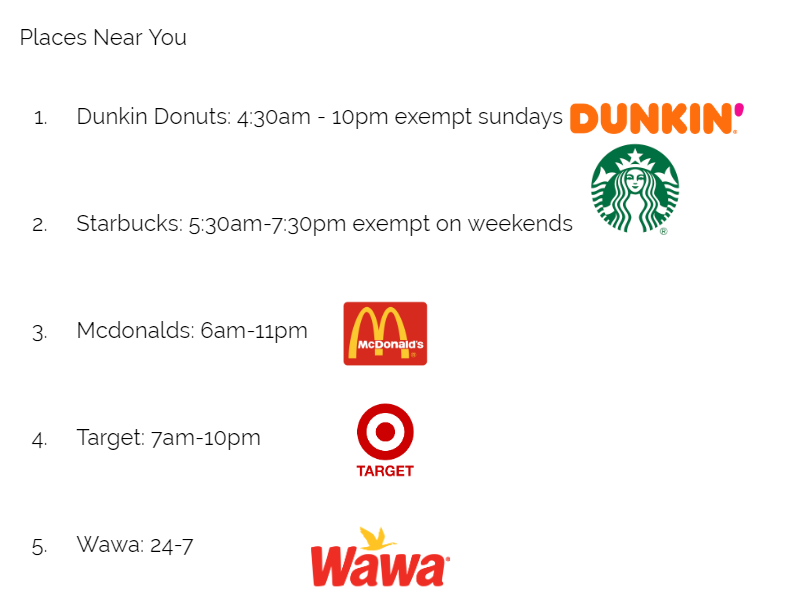 Places Near You
1. Dunkin Donuts: 4:30am - 10pm exempt sundays DUNKIN'
2. Starbucks: 5:30am-7:30pm exempt on weekends ®
3. Mcdonalds: 6am-11pm McDonald's ®
4. Target: 7am-10pm
TARGET
5. Wawa: 24-7
Wawa